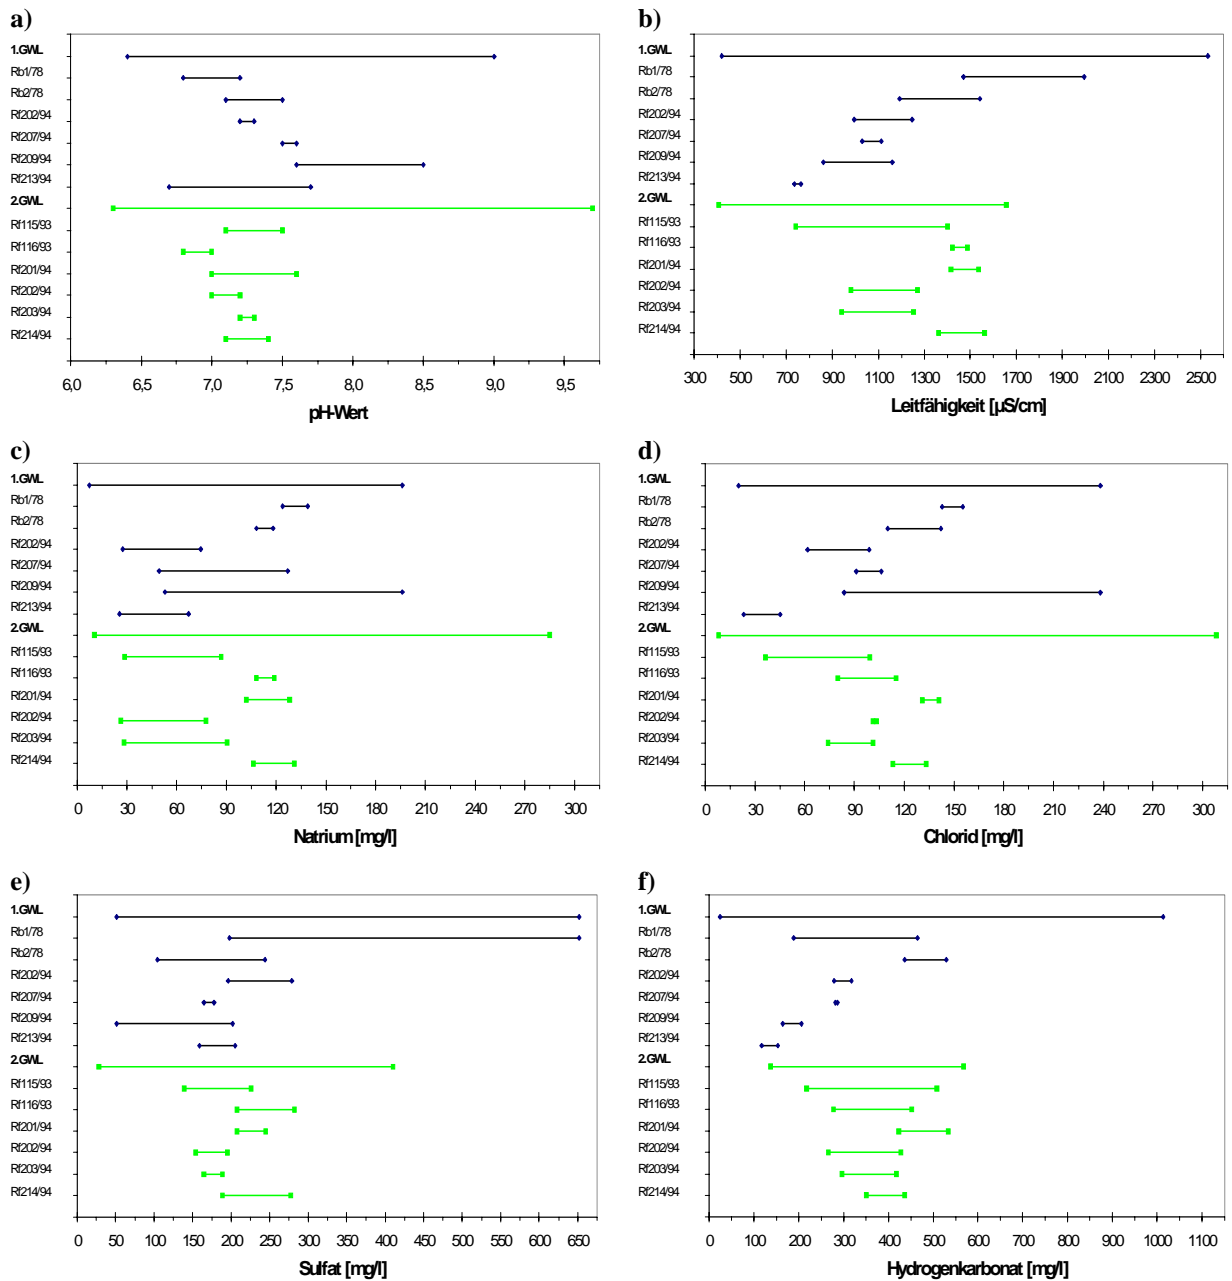 a)
1.GWL
Rb1/78
Rb2/78
Rf202/94
Rf207/94
Rf209/94
Rf213/94
2.GWL
Rf115/93
Rf116/93
Rf201/94
Rf202/94
Rf203/94
Rf214/94
6,0 6,5 7,0 7,5 8,0 8,5 9,0 9,5
pH-Wert
b)
1.GWL
Rb1/78
Rb2/78
Rf202/94
Rf207/94
Rf209/94
Rf213/94
2.GWL
Rf115/93
Rf116/93
Rf201/94
Rf202/94
Rf203/94
Rf214/94
300 500 700 900 1100 1300 1500 1700 1900 2100 2300 2500
Leitfähigkeit [µS/cm]
c)
1.GWL
Rb1/78
Rb2/78
Rf202/94
Rf207/94
Rf209/94
Rf213/94
2.GWL
Rf115/93
Rf116/93
Rf201/94
Rf202/94
Rf203/94
Rf214/94
0 30 60 90 120 150 180 210 240 270 300
Natrium [mg/l]
d)
1.GWL
Rb1/78
Rb2/78
Rf202/94
Rf207/94
Rf209/94
Rf213/94
2.GWL
Rf115/93
Rf116/93
Rf201/94
Rf202/94
Rf203/94
Rf214/94
0 30 60 90 120 150 180 210 240 270 300
Chlorid [mg/l]
e)
1.GWL
Rb1/78
Rb2/78
Rf202/94
Rf207/94
Rf209/94
Rf213/94
2.GWL
Rf115/93
Rf116/93
Rf201/94
Rf202/94
Rf203/94
Rf214/94
0 50 100 150 200 250 300 350 400 450 500 550 600 650
Sulfat [mg/l]
f)
1.GWL
Rb1/78
Rb2/78
Rf202/94
Rf207/94
Rf209/94
Rf213/94
2.GWL
Rf115/93
Rf116/93
Rf201/94
Rf202/94
Rf203/94
Rf214/94
0 100 200 300 400 500 600 700 800 900 1000 1100
Hydrogenkarbonat [mg/l]